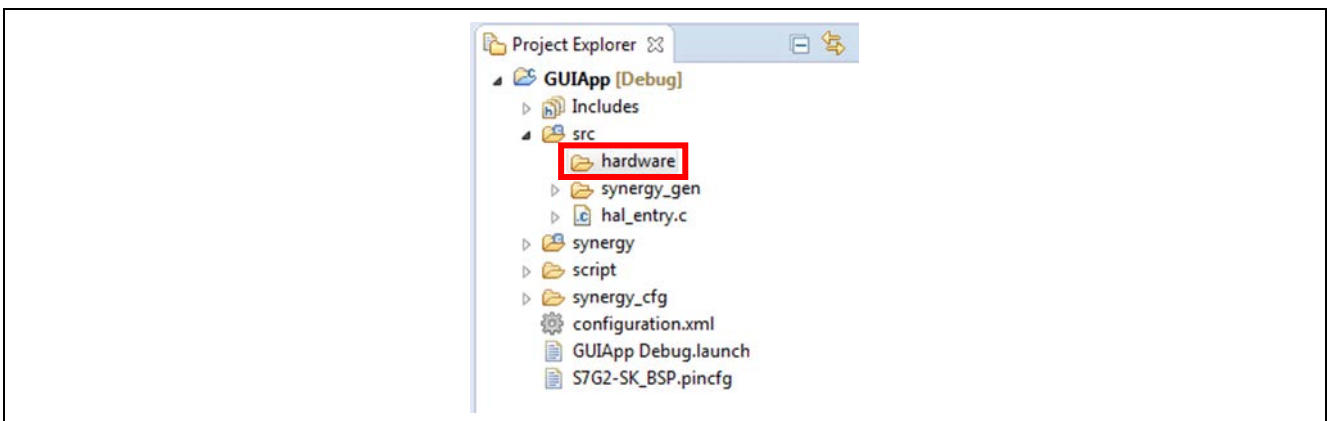 Project Explorer
GUIApp [Debug]
Includes
src
hardware
synergy_gen
hal_entry.c
synergy
script
synergy_cfg
configuration.xml
GUIApp Debug.launch
S7G2-SK_BSP.pincfg